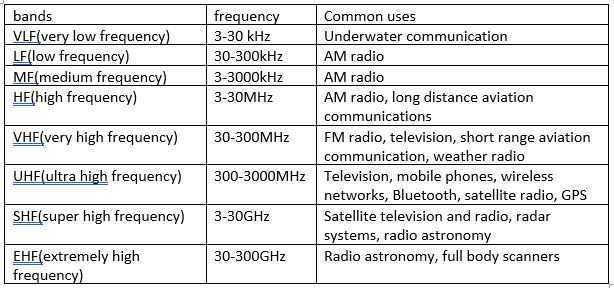 bands frequency Common uses
VLF(very low frequency) 3-30 kHz Underwater communication
LF(low frequency) 30-300kHz AM radio
MF(medium frequency) 3-3000kHz AM radio
HF(high frequency) 3-30MHz AM radio, long distance aviation
communications
VHF(very high frequency) 30-300MHz FM radio, television, short range aviation
communication, weather radio
UHF(ultra high frequency) 300-3000MHz Television, mobile phones, wireless
networks, Bluetooth, satellite radio, GPS
SHF(super high frequency) 3-30GHz Satellite television and radio, radar
systems, radio astronomy
EHF(extremely high 30-300GHz Radio astronomy, full body scanners
frequency)